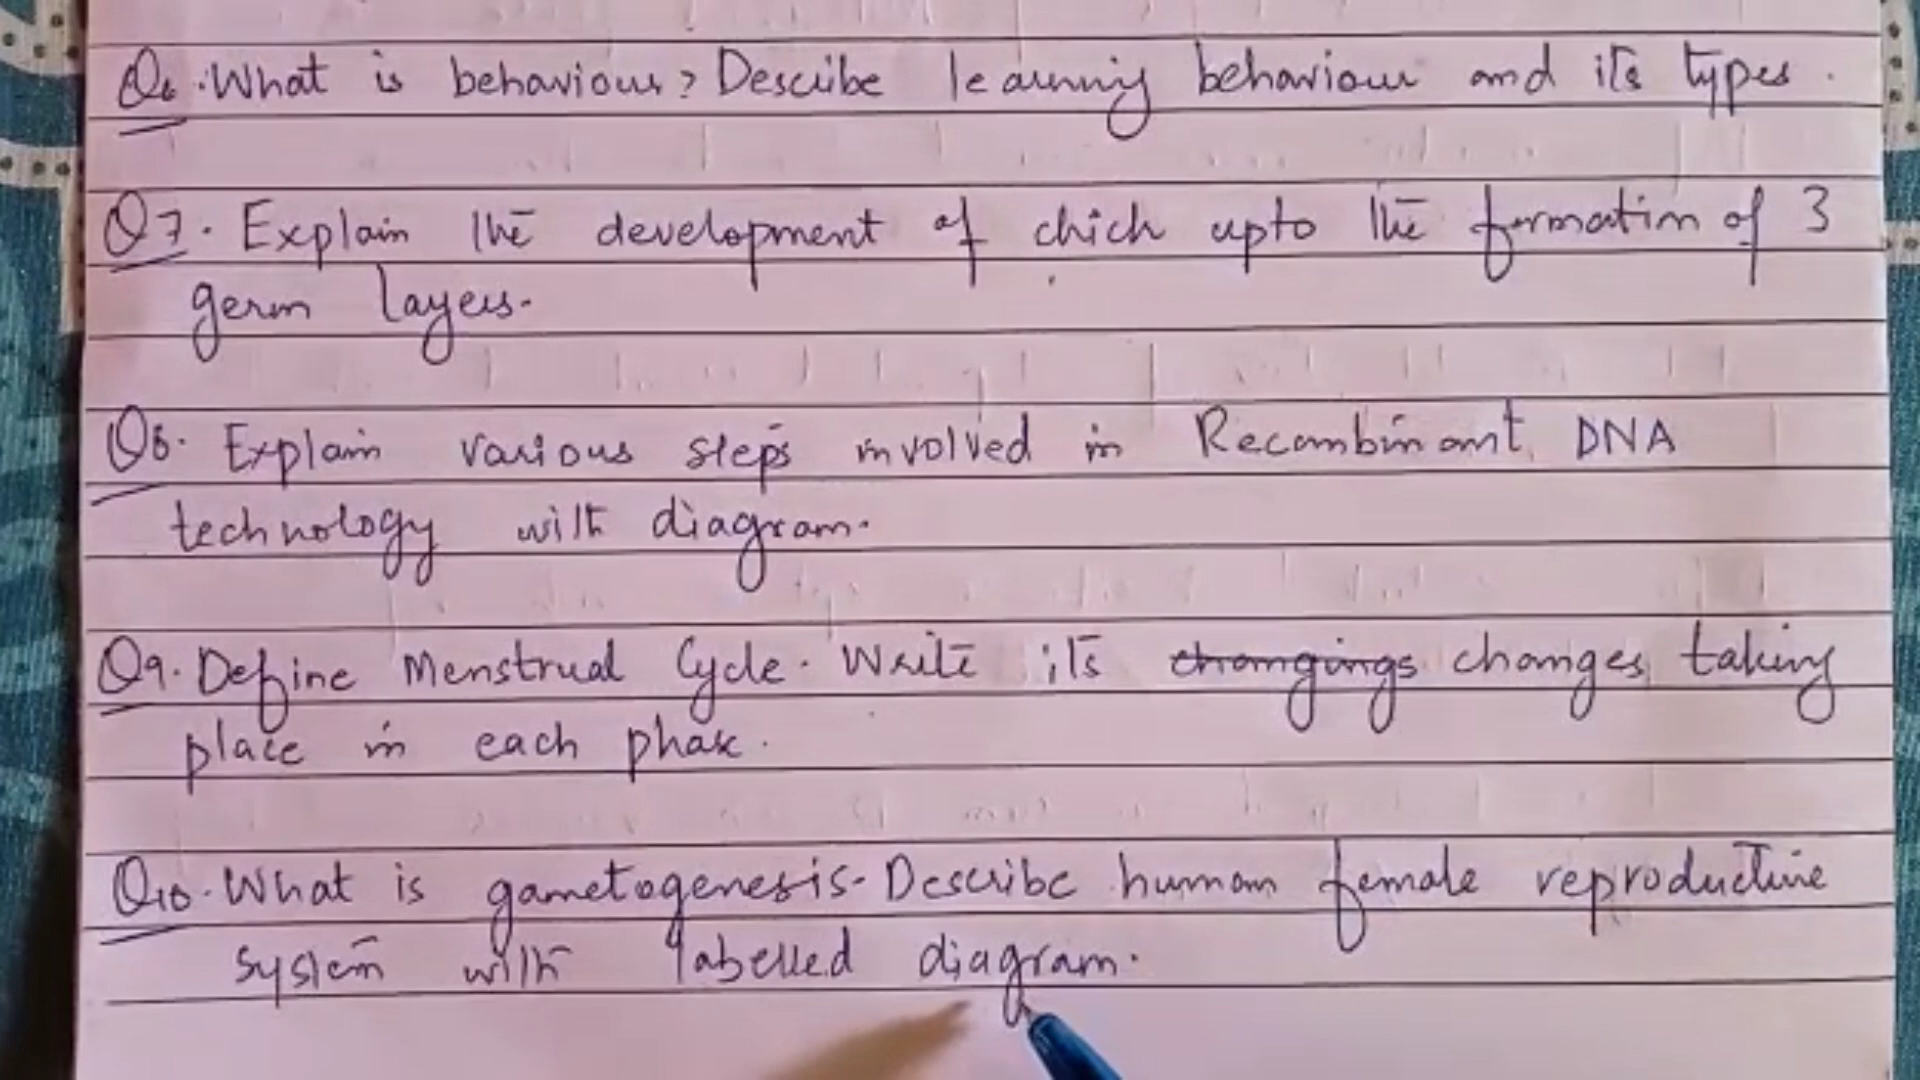 Q6. What is behaviour? Describe learning behaviour and its types.
Q7. Explain the development of chick upto the formation of 3
germ layers.
Q8. Explain various steps involved in Recombinant DNA
technology with diagram.
Q9. Define Menstrual Cycle. Write its changings changes taking
place in each phase.
Q10. What is gametogenesis. Describe human female reproductive
system with labelled diagram.